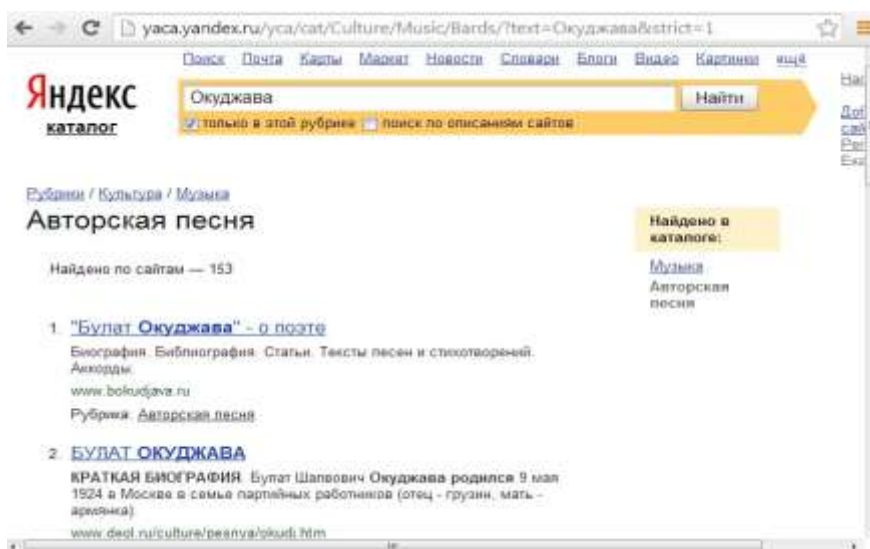 yaca.yandex.ru/yca/cat/Culture/Music/Bards/?text=Окуджава&strict=1
Поиск Почта Карты Маркет Новости Словари Блоги Видео Картинки ещё
Яндекс
каталог
Окуджава
Найти
только в этой рубрике поиск по описаниям сайтов
Рубрики / Культура / Музыка
Авторская песня
Найдено по сайтам — 153
Найдено в
каталоге:
Музыка
Авторская
песня
1. "Булат Окуджава" - о поэте
Биография. Библиография. Статьи. Тексты песен и стихотворений.
Аккорды.
www.bokudjava.ru
Рубрика: Авторская песня
2. БУЛАТ ОКУДЖАВА
КРАТКАЯ БИОГРАФИЯ. Булат Шалвович Окуджава родился 9 мая
1924 в Москве в семье партийных работников (отец - грузин, мать -
армянка).
www.deol.ru/culture/pesnya/okudj.htm